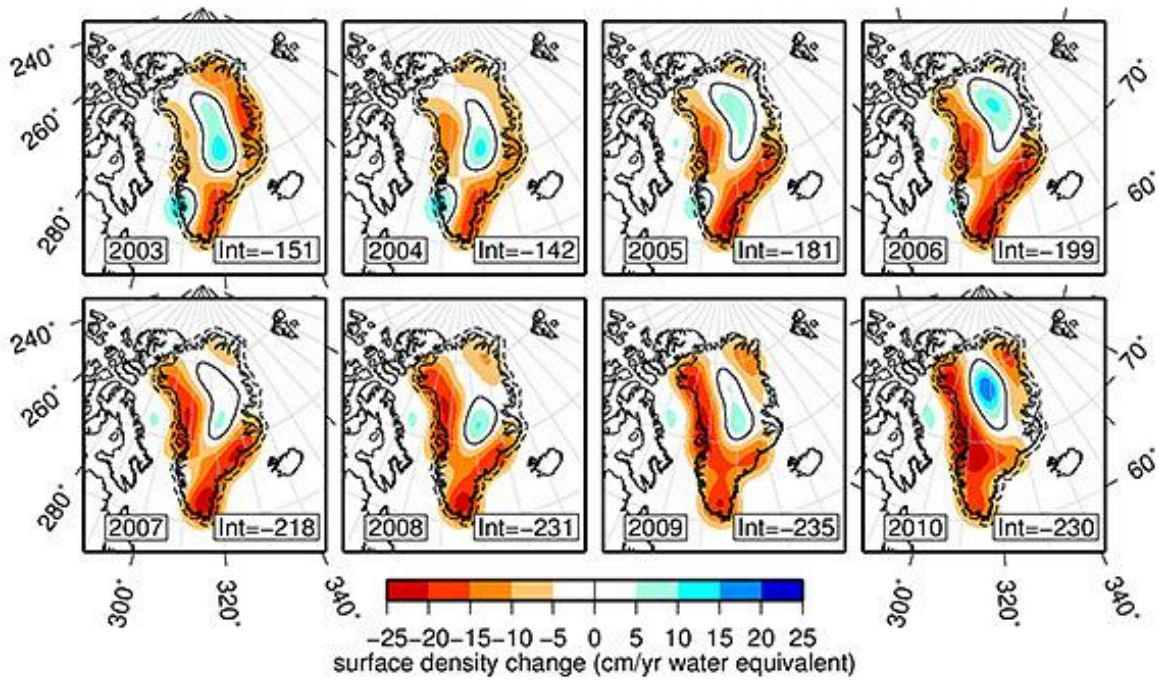 240°
260°
280°
2003 Int=−151
2004 Int=−142
2005 Int=−181
2006 Int=−199
70°
60°
240°
260°
280°
2007 Int=−218
2008 Int=−231
2009 Int=−235
2010 Int=−230
70°
60°
300° 320° 340° 300° 320° 340°
−25 −20 −15 −10 −5 0 5 10 15 20 25
surface density change (cm/yr water equivalent)